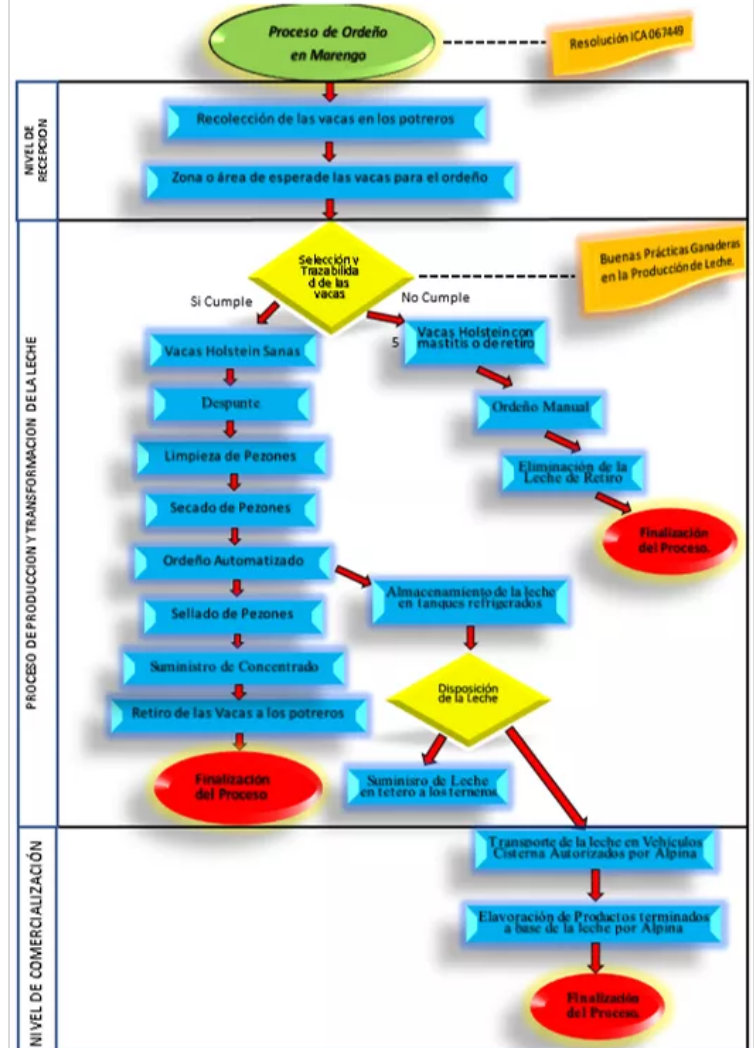 Proceso de Ordeño
en Marengo
Resolución ICA 067449
NIVEL DE
RECEPCION
Recolección de las vacas en los potreros
Zona o área de esperade las vacas para el ordeño
PROCESO DE PRODUCCION Y TRANSFORMACION DE LA LECHE
Selección y
Trazabilida
d de las
vacas
Buenas Prácticas Ganaderas
en la Producción de Leche.
Si Cumple
No Cumple
Vacas Holstein Sanas
5
Vacas Holstein con
mastitis o de retiro
Despunte
Ordeño Manual
Limpieza de Pezones
Eliminación de la
Leche de Retiro
Secado de Pezones
Finalización
del Proceso.
Ordeño Automatizado
Almacenamiento de la leche
en tanques refrigerados
Sellado de Pezones
Suministro de Concentrado
Disposición
de la Leche
Retiro de las Vacas a los potreros
Finalización
del Proceso
Suminisro de Leche
en tetero a los terneros
NIVEL DE COMERCIALIZACIÓN
Transporte de la leche en Vehículos
Cisterna Autorizados por Alpina
Elavoración de Productos terminados
a base de la leche por Alpina
Finalización
del Proceso.